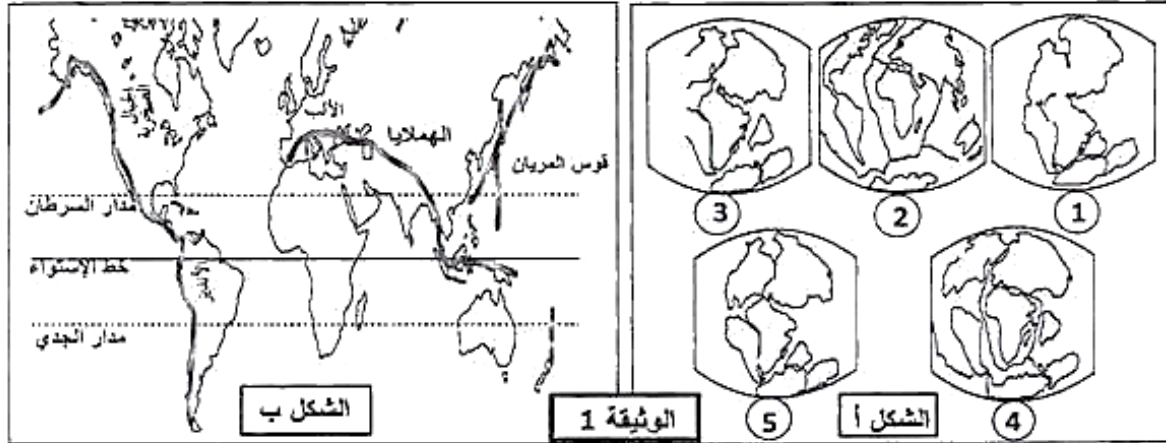 الألب
الهملايا
قوس المريان
مدار السرطان
خط الإستواء
مدار الجدي
الشكل ب
الوثيقة 1
3
2
1
5
الشكل أ
4